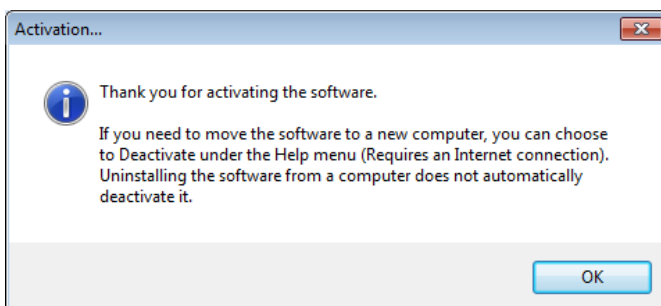 Activation...
Thank you for activating the software.
If you need to move the software to a new computer, you can choose
to Deactivate under the Help menu (Requires an Internet connection).
Uninstalling the software from a computer does not automatically
deactivate it.
OK